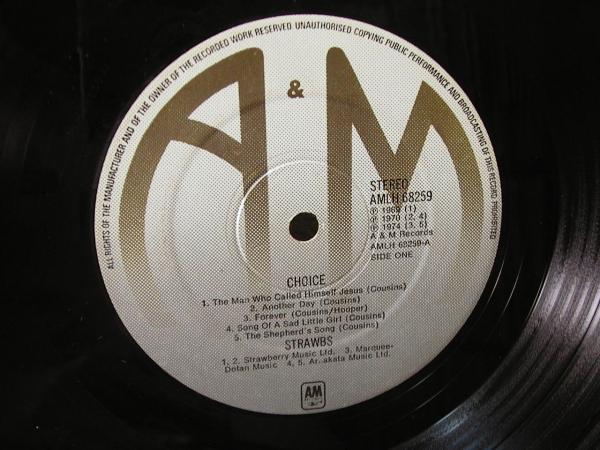 ALL RIGHTS OF THE MANUFACTURER AND OF THE OWNER OF THE RECORDED WORK RESERVED UNAUTHORISED COPYING PUBLIC PERFORMANCE AND BROADCASTING OF THIS RECORD PROHIBITED
A & M
STEREO
AMLH 68259
℗ 1969 (1)
℗ 1970 (2, 4)
℗ 1974 (3, 5)
A & M Records
AMLH 68259-A
SIDE ONE
CHOICE
1. The Man Who Called Himself Jesus (Cousins)
2. Another Day (Cousins)
3. Forever (Cousins/Hooper)
4. Song Of A Sad Little Girl (Cousins)
5. The Shepherd's Song (Cousins)
STRAWBS
1, 2. Strawberry Music Ltd. 3. Marquee-
Dotan Music 4, 5. Ar.akata Music Ltd.
AM